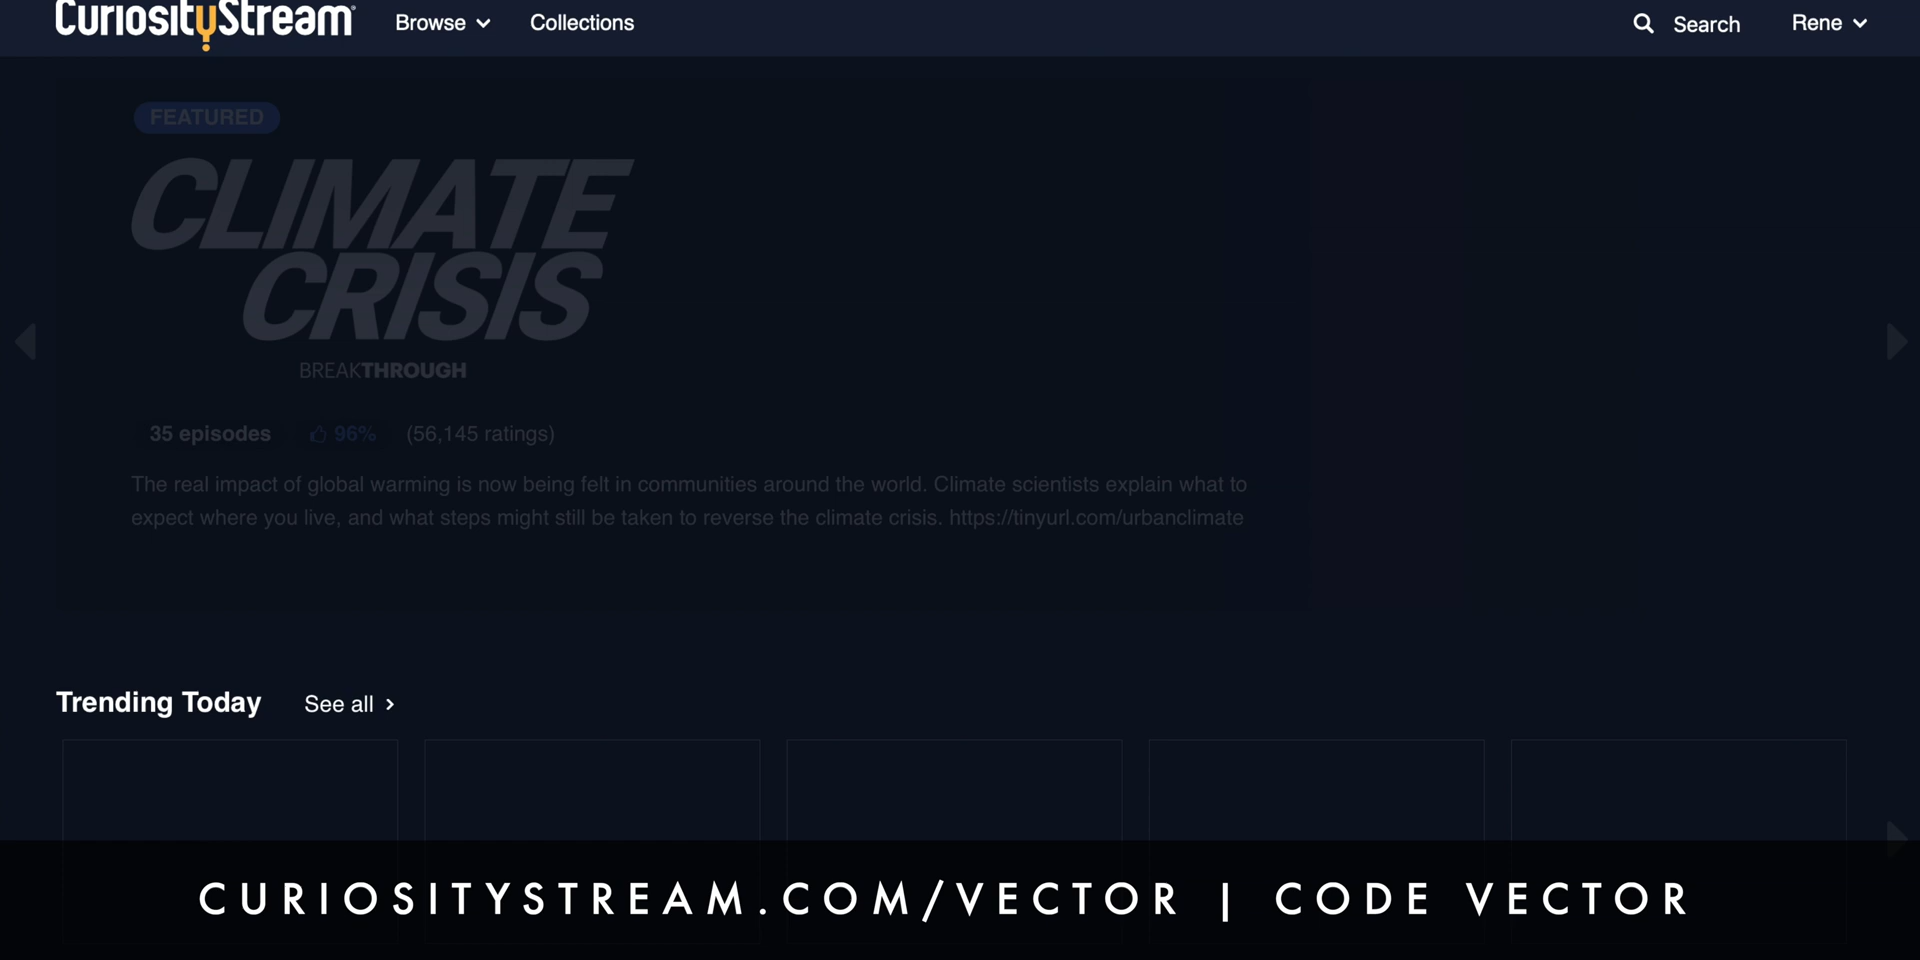 CuriosityStream
Browse
Collections
Search
Rene
FEATURED
CLIMATE
CRISIS
BREAKTHROUGH
35 episodes 96% (56,145 ratings)
The real impact of global warming is now being felt in communities around the world. Climate scientists explain what to
expect where you live, and what steps might still be taken to reverse the climate crisis. https://tinyurl.com/urbanclimate
Trending Today See all
CURIOSITYSTREAM.COM/VECTOR | CODE VECTOR